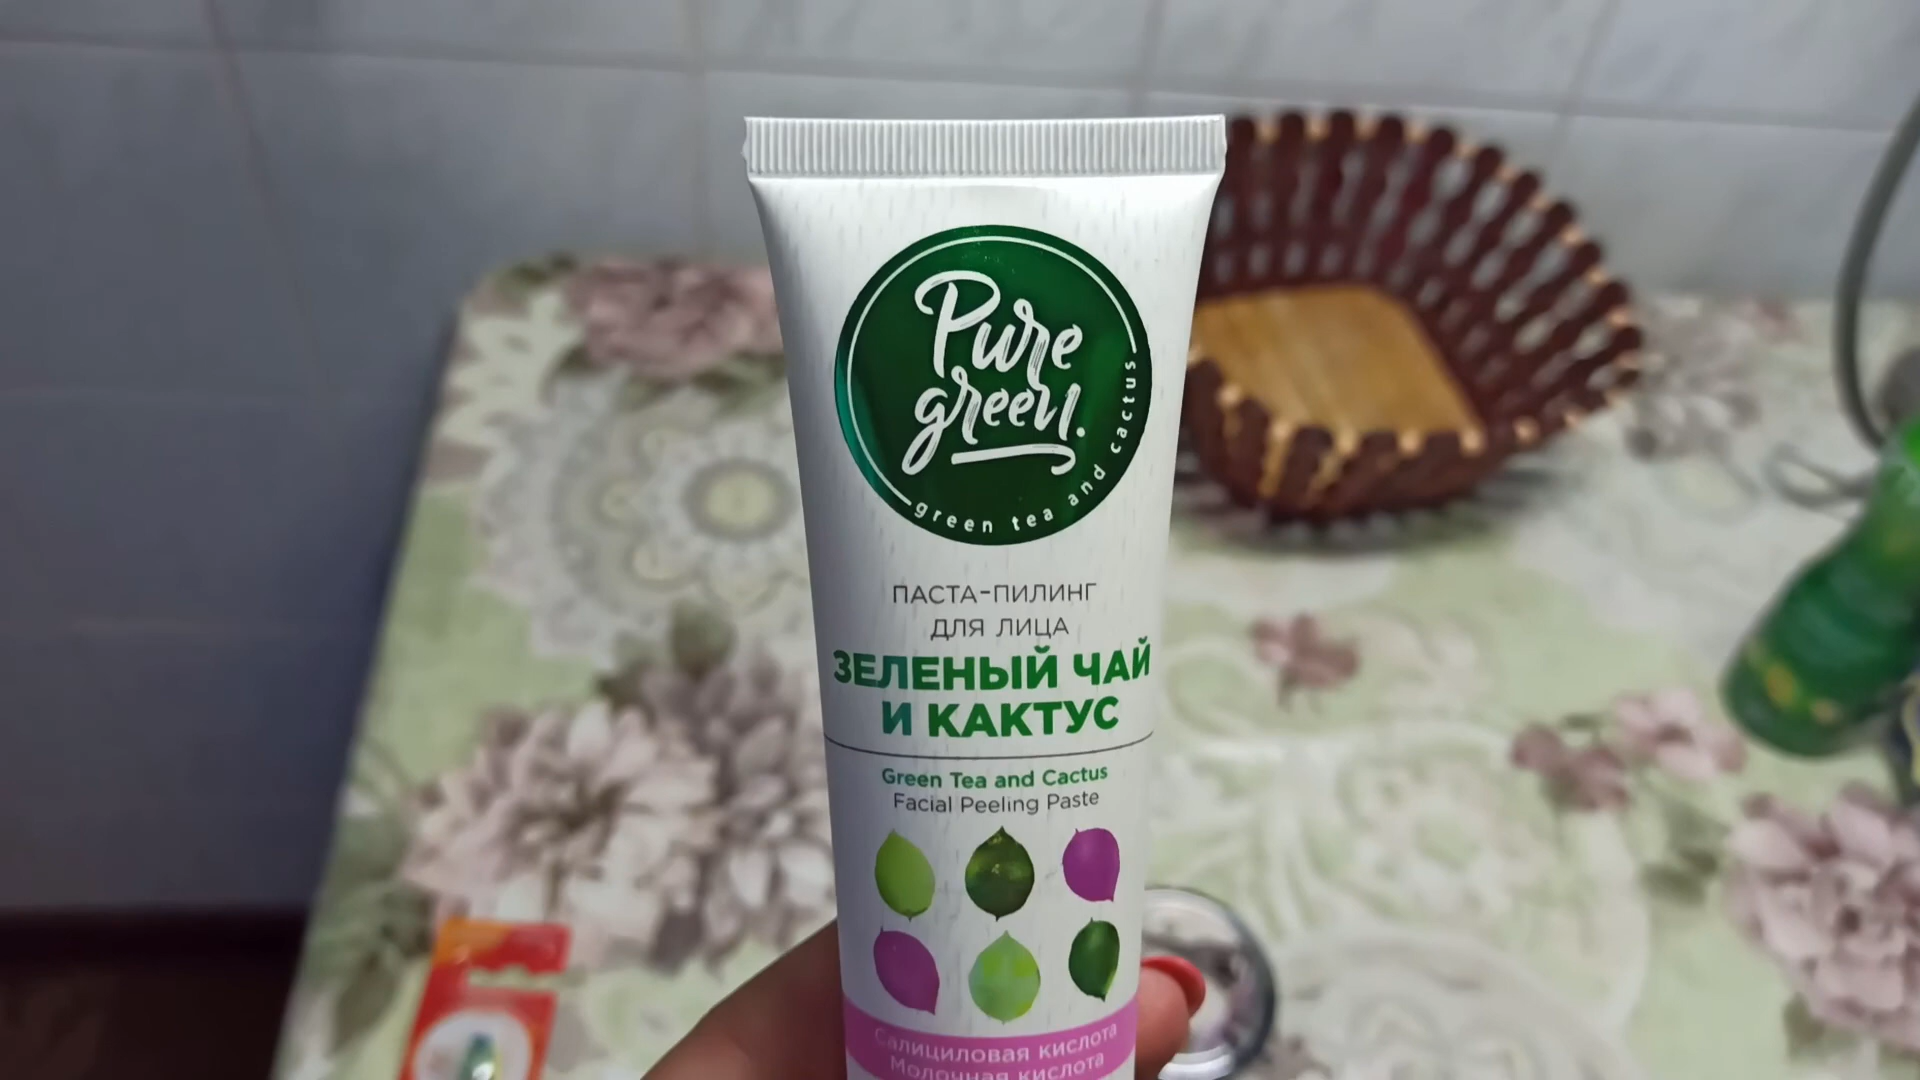 Pure
green.
green tea and cactus
ПАСТА-ПИЛИНГ
ДЛЯ ЛИЦА
ЗЕЛЕНЫЙ ЧАЙ
И КАКТУС
Green Tea and Cactus
Facial Peeling Paste
Салициловая кислота
Молочная кислота